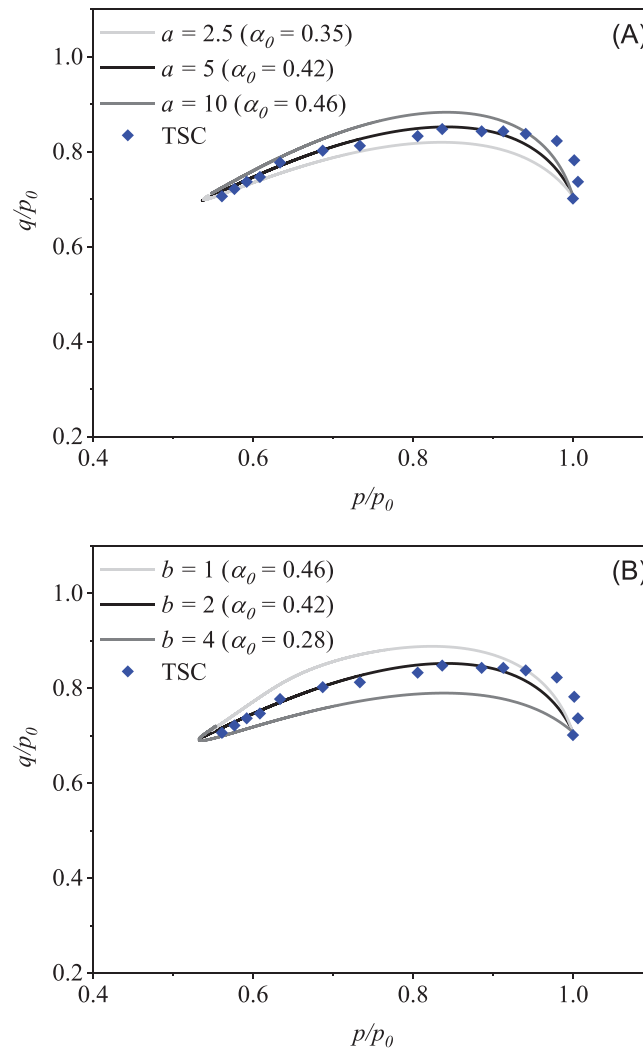 (A)
a = 2.5 (α0 = 0.35)
a = 5 (α0 = 0.42)
a = 10 (α0 = 0.46)
TSC
1.0
0.8
0.6
0.4
0.2
q/p0
0.4 0.6 0.8 1.0
p/p0
(B)
b = 1 (α0 = 0.46)
b = 2 (α0 = 0.42)
b = 4 (α0 = 0.28)
TSC
1.0
0.8
0.6
0.4
0.2
q/p0
0.4 0.6 0.8 1.0
p/p0